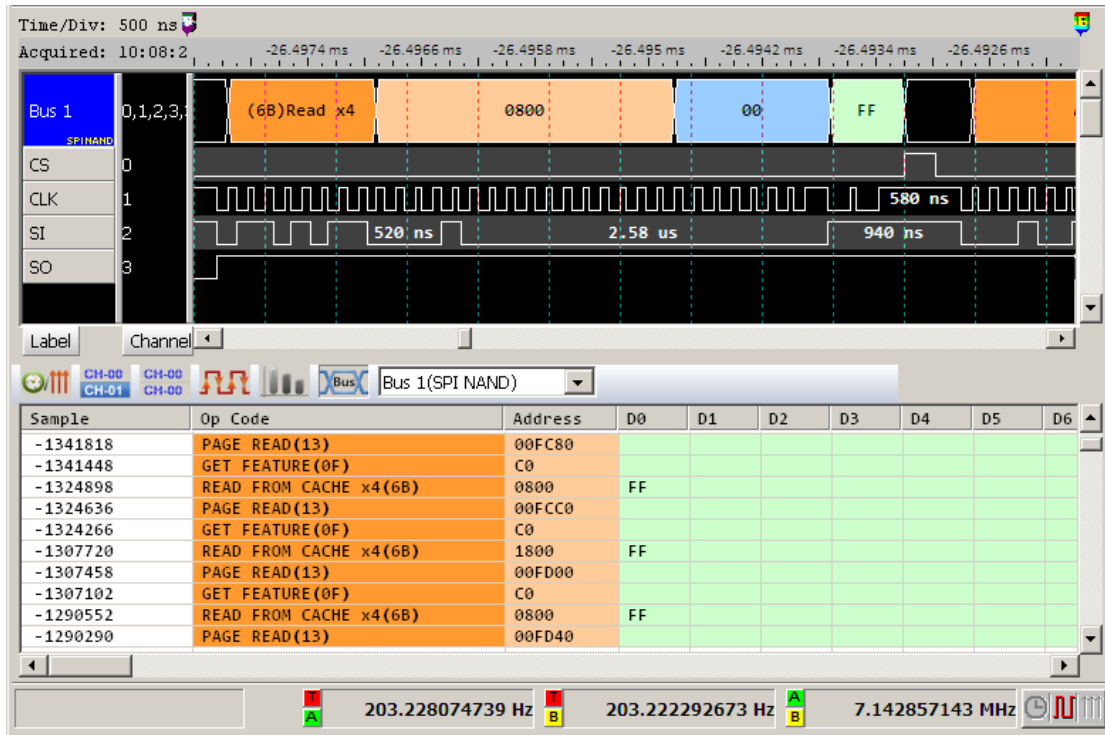 Time/Div: 500 ns
Acquired: 10:08:2 -26.4974 ms -26.4966 ms -26.4958 ms -26.495 ms -26.4942 ms -26.4934 ms -26.4926 ms
Bus 1 0,1,2,3, (6B)Read x4 0800 00 FF
SPINAND
CS 0
CLK 1 580 ns
SI 2 520 ns 2.58 us 940 ns
SO 3
Label Channel
CH-00 CH-00
CH-01 CH-00
Bus Bus 1(SPI NAND)
Sample Op Code Address D0 D1 D2 D3 D4 D5 D6
-1341818 PAGE READ(13) 00FC80
-1341448 GET FEATURE(0F) C0
-1324898 READ FROM CACHE x4(6B) 0800 FF
-1324636 PAGE READ(13) 00FCC0
-1324266 GET FEATURE(0F) C0
-1307720 READ FROM CACHE x4(6B) 1800 FF
-1307458 PAGE READ(13) 00FD00
-1307102 GET FEATURE(0F) C0
-1290552 READ FROM CACHE x4(6B) 0800 FF
-1290290 PAGE READ(13) 00FD40
T A 203.228074739 Hz T B 203.222292673 Hz A B 7.142857143 MHz